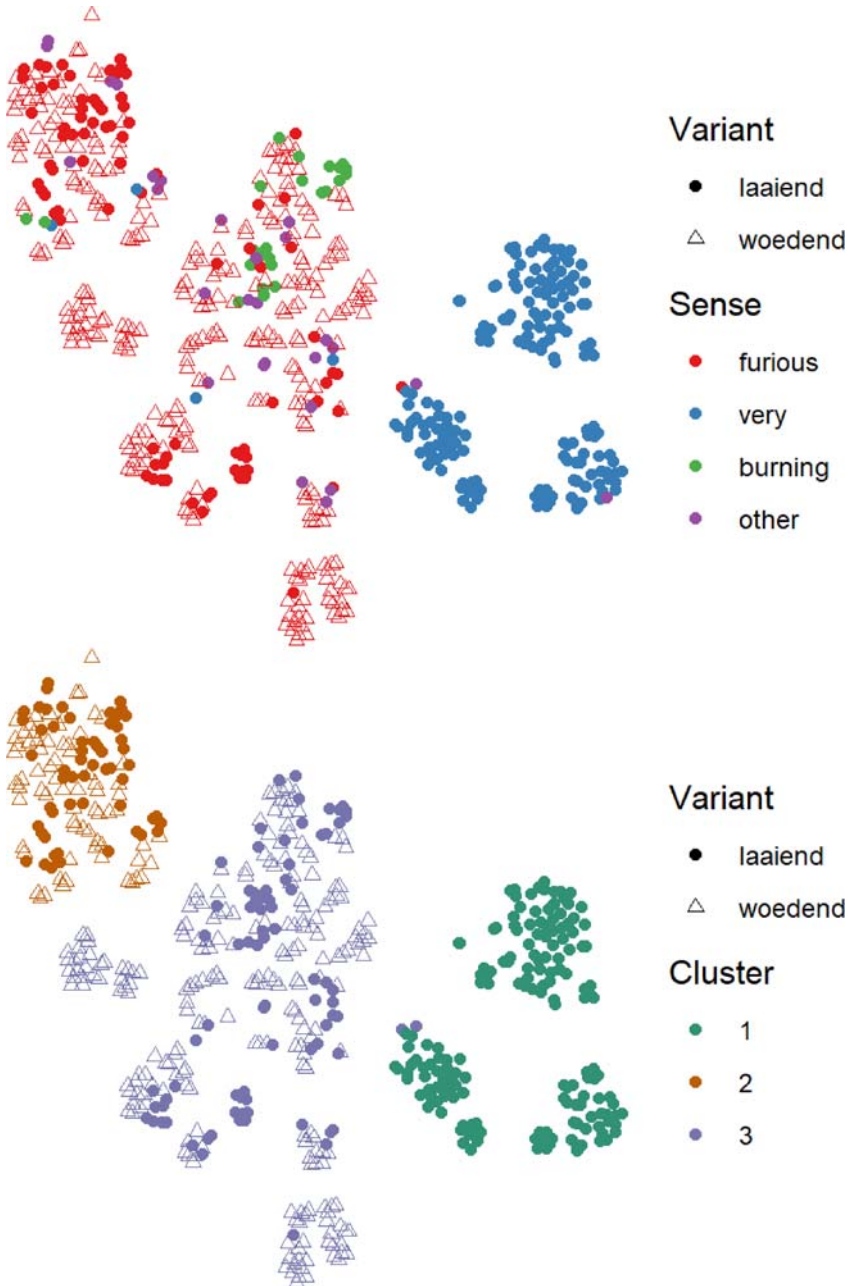 Variant
laaiend
woedend
Sense
furious
very
burning
other
Variant
laaiend
woedend
Cluster
1
2
3